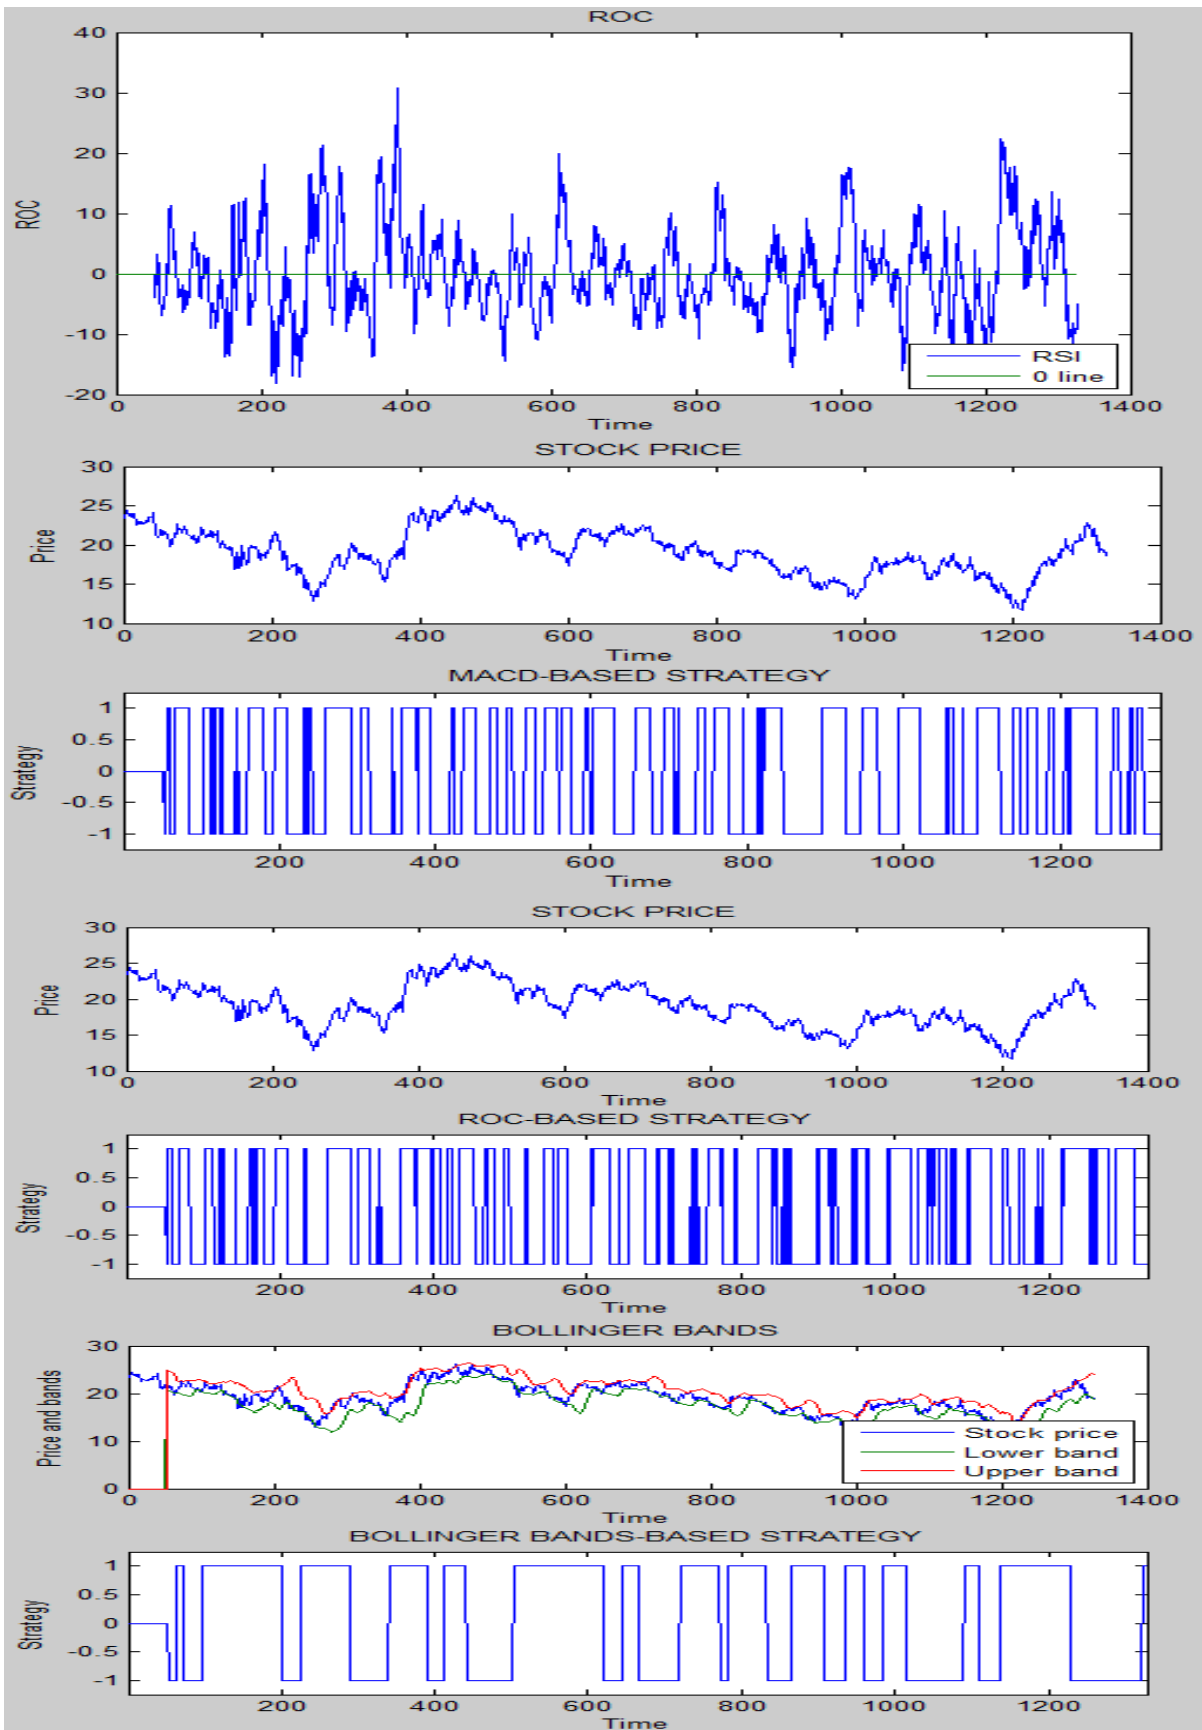 ROC
40
30
20
10
0
-10
-20
ROC
RSI
0 line
0 200 400 600 800 1000 1200 1400
Time
STOCK PRICE
30
25
20
15
10
Price
0 200 400 600 800 1000 1200 1400
Time
MACD-BASED STRATEGY
1
0.5
0
-0.5
-1
Strategy
200 400 600 800 1000 1200
Time
STOCK PRICE
30
25
20
15
10
Price
0 200 400 600 800 1000 1200 1400
Time
ROC-BASED STRATEGY
1
0.5
0
-0.5
-1
Strategy
200 400 600 800 1000 1200
Time
BOLLINGER BANDS
30
20
10
0
Price and bands
Stock price
Lower band
Upper band
0 200 400 600 800 1000 1200 1400
Time
BOLLINGER BANDS-BASED STRATEGY
1
0.5
0
-0.5
-1
Strategy
200 400 600 800 1000 1200
Time